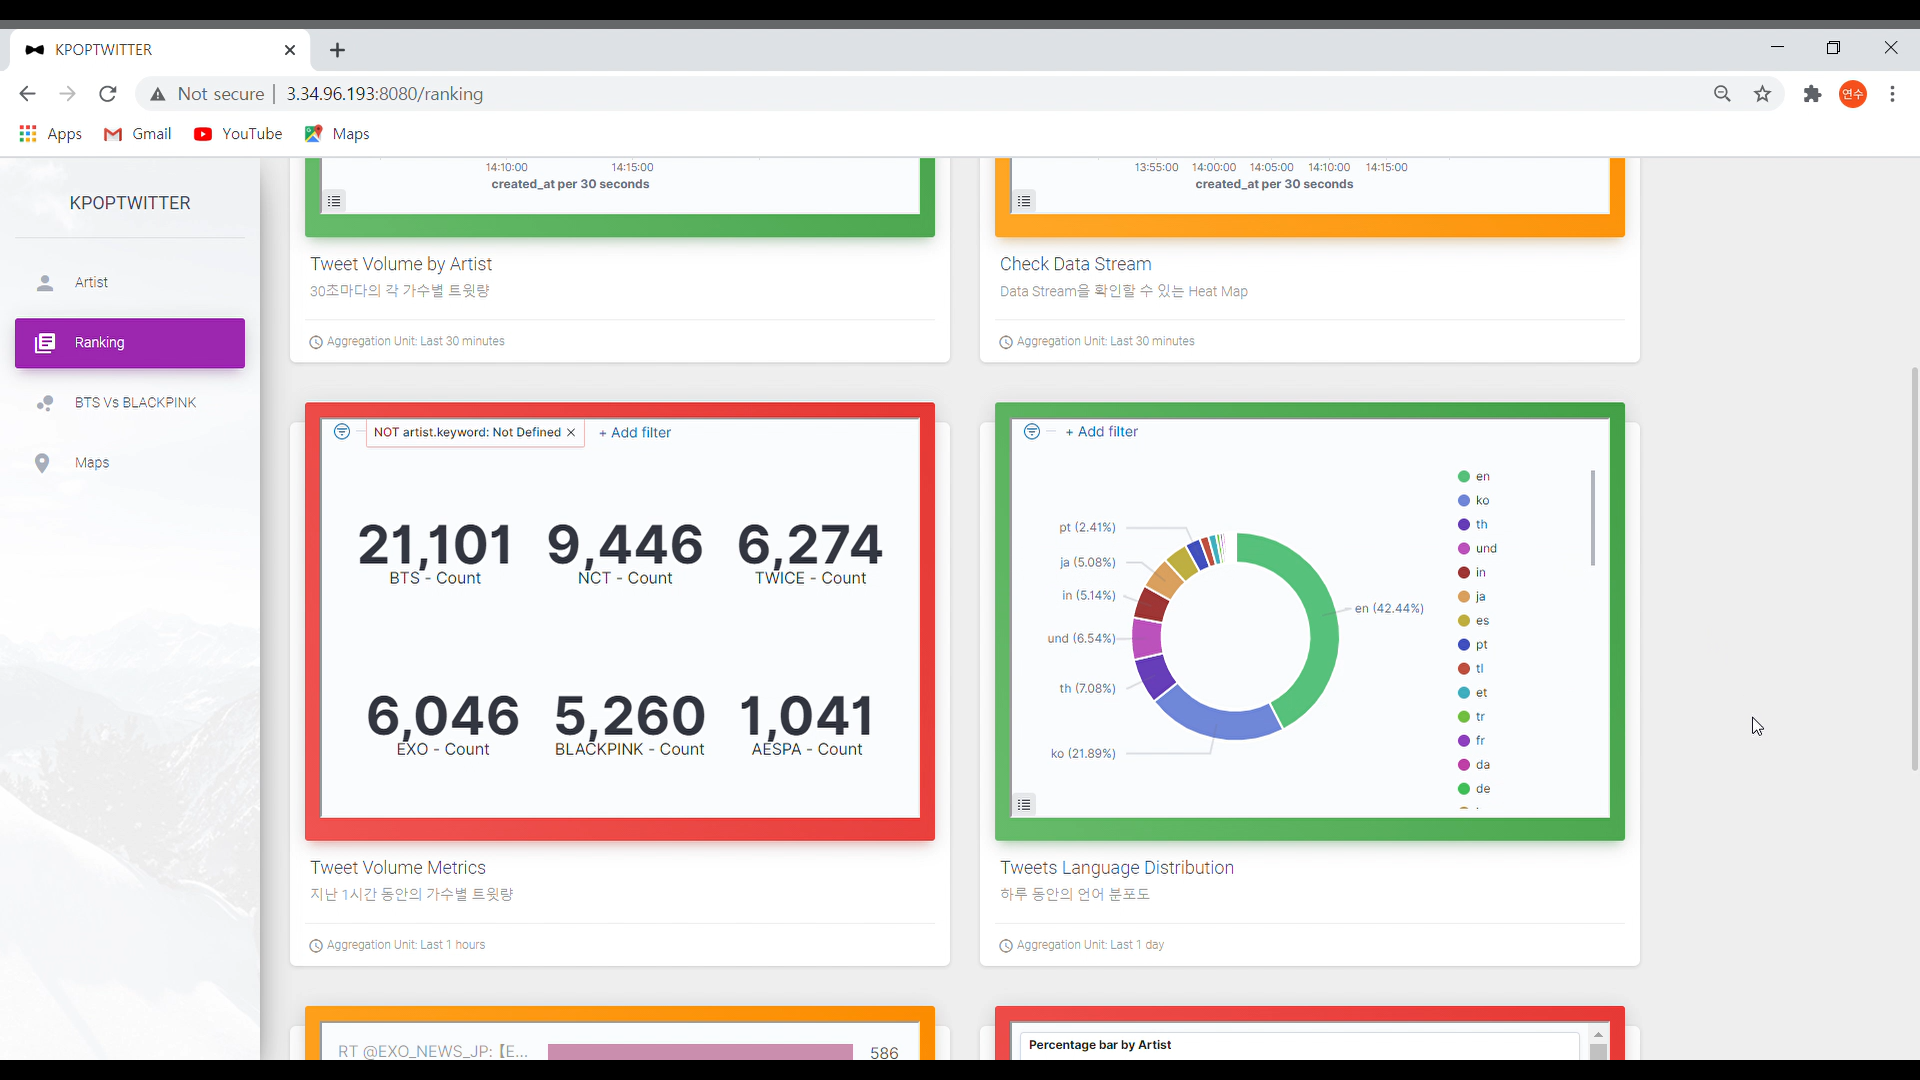 KPOPTWITTER
Not secure | 3.34.96.193:8080/ranking
연수
Apps Gmail YouTube Maps
KPOPTWITTER
Artist
Ranking
BTS Vs BLACKPINK
Maps
14:10:00 14:15:00
created_at per 30 seconds
Tweet Volume by Artist
30초마다의 각 가수별 트윗량
Aggregation Unit: Last 30 minutes
13:55:00 14:00:00 14:05:00 14:10:00 14:15:00
created_at per 30 seconds
Check Data Stream
Data Stream을 확인할 수 있는 Heat Map
Aggregation Unit: Last 30 minutes
NOT artist.keyword: Not Defined × + Add filter
21,101 9,446 6,274
BTS - Count NCT - Count TWICE - Count
6,046 5,260 1,041
EXO - Count BLACKPINK - Count AESPA - Count
Tweet Volume Metrics
지난 1시간 동안의 가수별 트윗량
Aggregation Unit: Last 1 hours
+ Add filter
pt (2.41%)
ja (5.08%)
in (5.14%)
und (6.54%)
th (7.08%)
ko (21.89%)
en (42.44%)
en
ko
th
und
in
ja
es
pt
tl
et
tr
fr
da
de
Tweets Language Distribution
하루 동안의 언어 분포도
Aggregation Unit: Last 1 day
RT @EXO_NEWS_JP: 【E... 586
Percentage bar by Artist